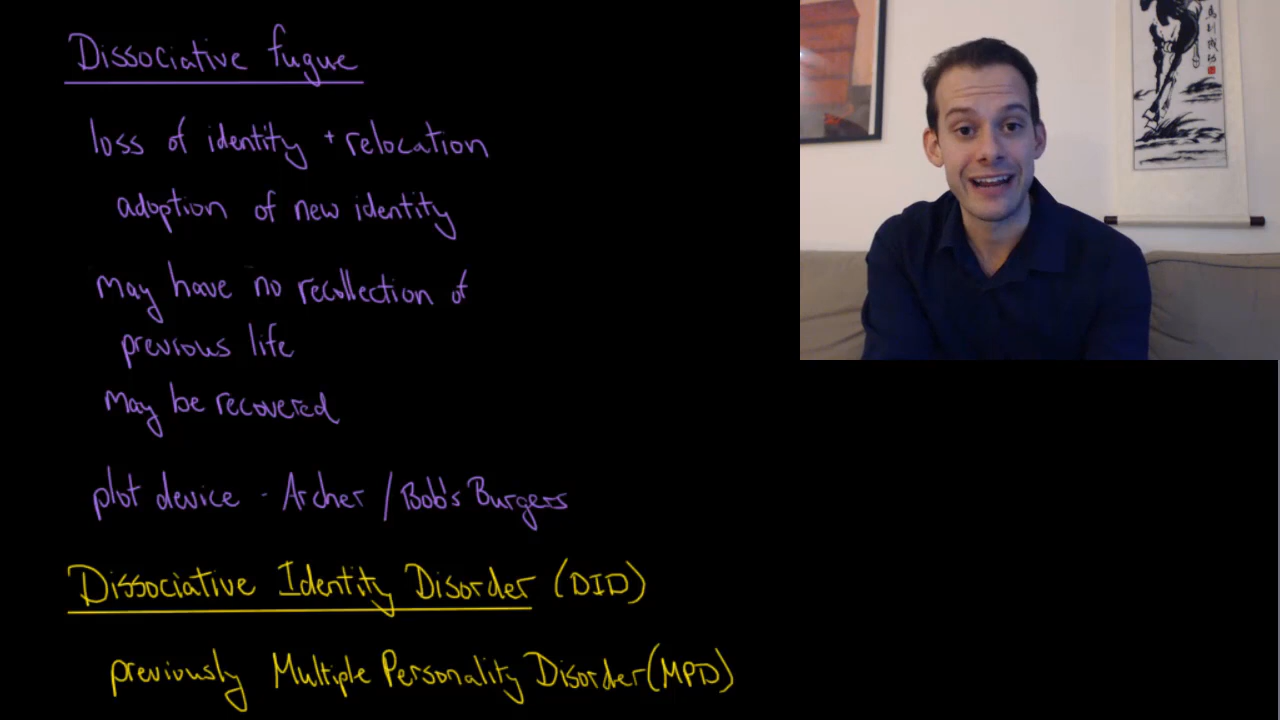 Dissociative fugue
loss of identity + relocation
adoption of new identity
may have no recollection of
previous life
may be recovered
plot device - Archer / Bob's Burgers
Dissociative Identity Disorder (DID)
previously Multiple Personality Disorder (MPD)